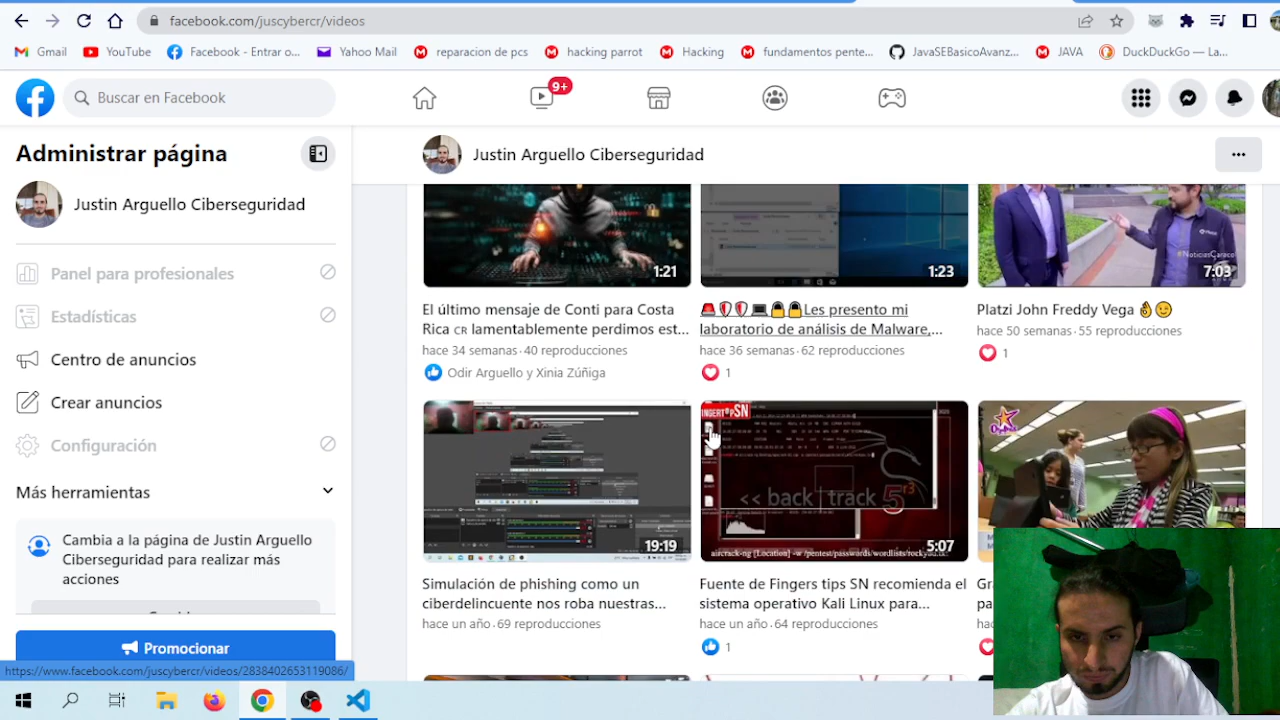 facebook.com/juscybercr/videos
Gmail
YouTube
Facebook - Entrar o...
Yahoo Mail
reparacion de pcs
hacking parrot
Hacking
fundamentos pente...
JavaSEBasicoAvanz...
JAVA
DuckDuckGo — La...
Buscar en Facebook
9+
Administrar página
Justin Arguello Ciberseguridad
Justin Arguello Ciberseguridad
Panel para profesionales
Estadísticas
Centro de anuncios
Crear anuncios
Más herramientas
Cambia a la página de Justin Arguello
Ciberseguridad para realizar más
acciones
Promocionar
https://www.facebook.com/juscybercr/videos/2838402653119086/
1:21
El último mensaje de Conti para Costa
Rica 🇨🇷 lamentablemente perdimos est...
hace 34 semanas · 40 reproducciones
Odir Arguello y Xinia Zúñiga
1:23
🚨🛡🛡💻🔒🔒Les presento mi
laboratorio de análisis de Malware,...
hace 36 semanas · 62 reproducciones
1
#NoticiasCaracol
7:03
Platzi John Freddy Vega 👌😉
hace 50 semanas · 55 reproducciones
1
19:19
Simulación de phishing como un
ciberdelincuente nos roba nuestras...
hace un año · 69 reproducciones
<< back | track 5 r3
5:07
Fuente de Fingers tips SN recomienda el
sistema operativo Kali Linux para...
hace un año · 64 reproducciones
1